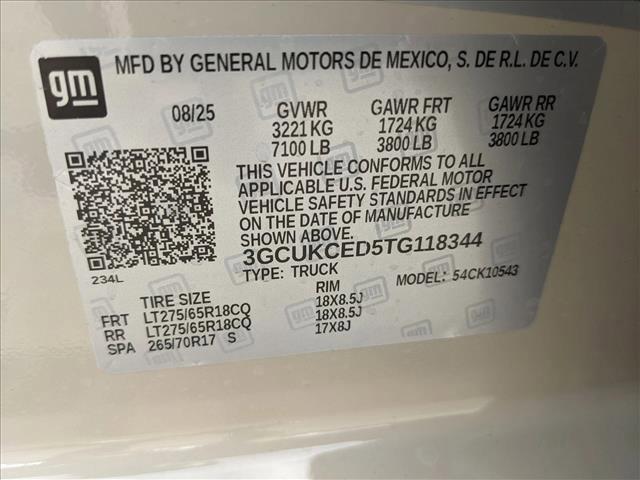 gm
MFD BY GENERAL MOTORS DE MEXICO, S. DE R.L. DE C.V.
08/25 GVWR GAWR FRT GAWR RR
3221 KG 1724 KG 1724 KG
7100 LB 3800 LB 3800 LB
THIS VEHICLE CONFORMS TO ALL
APPLICABLE U.S. FEDERAL MOTOR
VEHICLE SAFETY STANDARDS IN EFFECT
ON THE DATE OF MANUFACTURE
SHOWN ABOVE.
3GCUKCED5TG118344
234L TYPE: TRUCK MODEL: 54CK10543
TIRE SIZE RIM
FRT LT275/65R18CQ 18X8.5J
RR LT275/65R18CQ 18X8.5J
SPA 265/70R17 S 17X8J